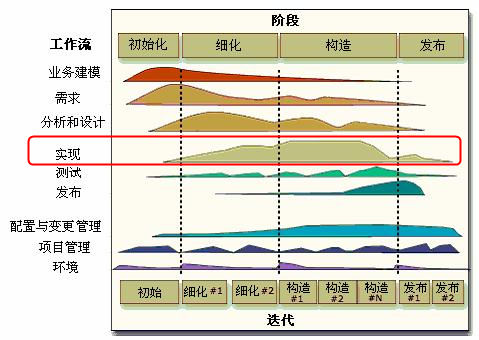 阶段
工作流
初始化 细化 构造 发布
业务建模
需求
分析和设计
实现
测试
发布
配置与变更管理
项目管理
环境
初始 细化#1 细化#2 构造#1 构造#2 构造#N 发布#1 发布#2
迭代